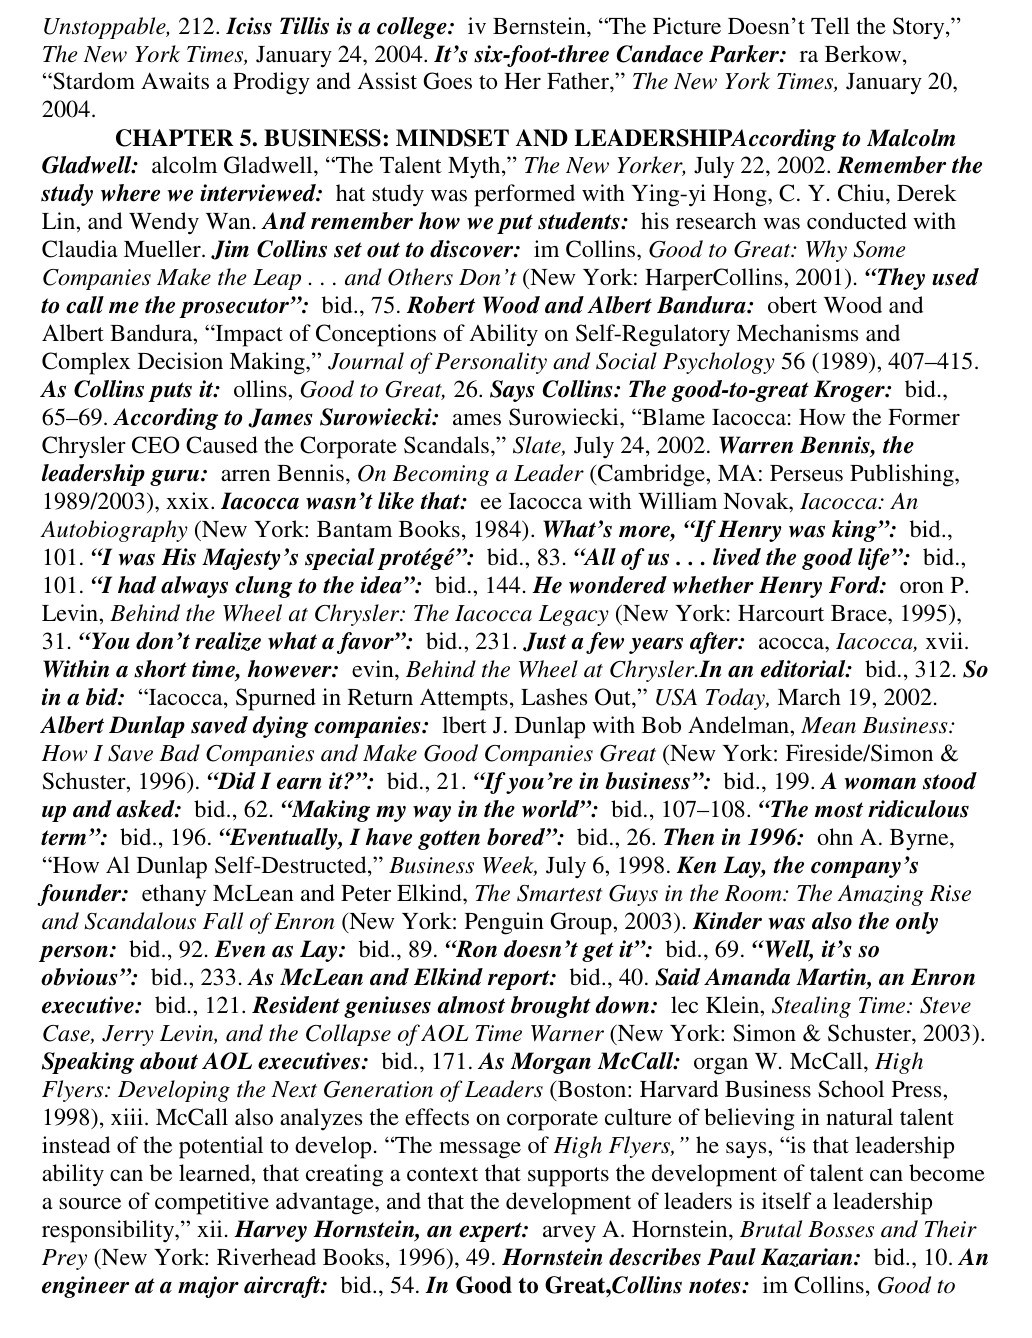 Unstoppable, 212. Iciss Tillis is a college:  iv Bernstein, “The Picture Doesn’t Tell the Story,”
The New York Times, January 24, 2004. It’s six-foot-three Candace Parker:  ra Berkow,
“Stardom Awaits a Prodigy and Assist Goes to Her Father,” The New York Times, January 20,
2004.
CHAPTER 5. BUSINESS: MINDSET AND LEADERSHIPAccording to Malcolm
Gladwell:  alcolm Gladwell, “The Talent Myth,” The New Yorker, July 22, 2002. Remember the
study where we interviewed:  hat study was performed with Ying-yi Hong, C. Y. Chiu, Derek
Lin, and Wendy Wan. And remember how we put students:  his research was conducted with
Claudia Mueller. Jim Collins set out to discover:  im Collins, Good to Great: Why Some
Companies Make the Leap . . . and Others Don’t (New York: HarperCollins, 2001). “They used
to call me the prosecutor”:  bid., 75. Robert Wood and Albert Bandura:  obert Wood and
Albert Bandura, “Impact of Conceptions of Ability on Self-Regulatory Mechanisms and
Complex Decision Making,” Journal of Personality and Social Psychology 56 (1989), 407–415.
As Collins puts it:  ollins, Good to Great, 26. Says Collins: The good-to-great Kroger:  bid.,
65–69. According to James Surowiecki:  ames Surowiecki, “Blame Iacocca: How the Former
Chrysler CEO Caused the Corporate Scandals,” Slate, July 24, 2002. Warren Bennis, the
leadership guru:  arren Bennis, On Becoming a Leader (Cambridge, MA: Perseus Publishing,
1989/2003), xxix. Iacocca wasn’t like that:  ee Iacocca with William Novak, Iacocca: An
Autobiography (New York: Bantam Books, 1984). What’s more, “If Henry was king”:  bid.,
101. “I was His Majesty’s special protégé”:  bid., 83. “All of us . . . lived the good life”:  bid.,
101. “I had always clung to the idea”:  bid., 144. He wondered whether Henry Ford:  oron P.
Levin, Behind the Wheel at Chrysler: The Iacocca Legacy (New York: Harcourt Brace, 1995),
31. “You don’t realize what a favor”:  bid., 231. Just a few years after:  acocca, Iacocca, xvii.
Within a short time, however:  evin, Behind the Wheel at Chrysler.In an editorial:  bid., 312. So
in a bid:  “Iacocca, Spurned in Return Attempts, Lashes Out,” USA Today, March 19, 2002.
Albert Dunlap saved dying companies:  lbert J. Dunlap with Bob Andelman, Mean Business:
How I Save Bad Companies and Make Good Companies Great (New York: Fireside/Simon &
Schuster, 1996). “Did I earn it?”:  bid., 21. “If you’re in business”:  bid., 199. A woman stood
up and asked:  bid., 62. “Making my way in the world”:  bid., 107–108. “The most ridiculous
term”:  bid., 196. “Eventually, I have gotten bored”:  bid., 26. Then in 1996:  ohn A. Byrne,
“How Al Dunlap Self-Destructed,” Business Week, July 6, 1998. Ken Lay, the company’s
founder:  ethany McLean and Peter Elkind, The Smartest Guys in the Room: The Amazing Rise
and Scandalous Fall of Enron (New York: Penguin Group, 2003). Kinder was also the only
person:  bid., 92. Even as Lay:  bid., 89. “Ron doesn’t get it”:  bid., 69. “Well, it’s so
obvious”:  bid., 233. As McLean and Elkind report:  bid., 40. Said Amanda Martin, an Enron
executive:  bid., 121. Resident geniuses almost brought down:  lec Klein, Stealing Time: Steve
Case, Jerry Levin, and the Collapse of AOL Time Warner (New York: Simon & Schuster, 2003).
Speaking about AOL executives:  bid., 171. As Morgan McCall:  organ W. McCall, High
Flyers: Developing the Next Generation of Leaders (Boston: Harvard Business School Press,
1998), xiii. McCall also analyzes the effects on corporate culture of believing in natural talent
instead of the potential to develop. “The message of High Flyers,” he says, “is that leadership
ability can be learned, that creating a context that supports the development of talent can become
a source of competitive advantage, and that the development of leaders is itself a leadership
responsibility,” xii. Harvey Hornstein, an expert:  arvey A. Hornstein, Brutal Bosses and Their
Prey (New York: Riverhead Books, 1996), 49. Hornstein describes Paul Kazarian:  bid., 10. An
engineer at a major aircraft:  bid., 54. In Good to Great,Collins notes:  im Collins, Good to